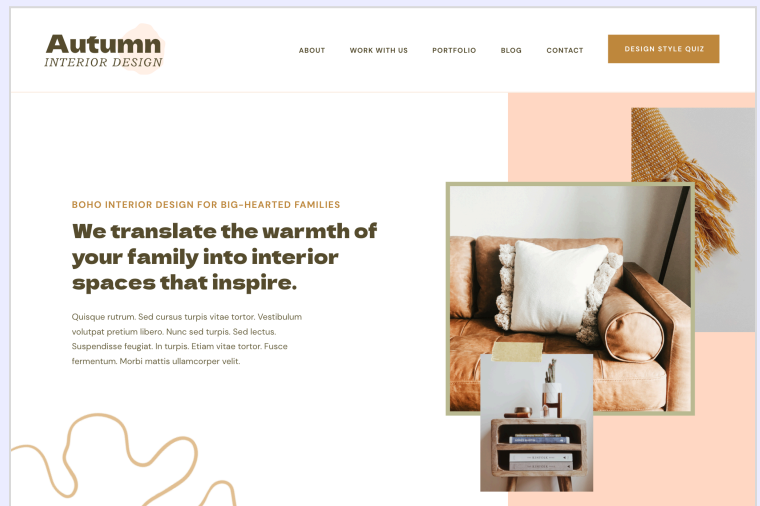 Autumn
INTERIOR DESIGN
ABOUT
WORK WITH US
PORTFOLIO
BLOG
CONTACT
DESIGN STYLE QUIZ
BOHO INTERIOR DESIGN FOR BIG-HEARTED FAMILIES
We translate the warmth of
your family into interior
spaces that inspire.
Quisque rutrum. Sed cursus turpis vitae tortor. Vestibulum
volutpat pretium libero. Nunc sed turpis. Sed lectus.
Suspendisse feugiat. In turpis. Etiam vitae tortor. Fusce
fermentum. Morbi mattis ullamcorper velit.